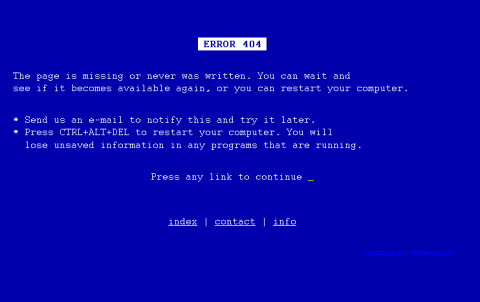 ERROR 404
The page is missing or never was written. You can wait and
see if it becomes available again, or you can restart your computer.
* Send us an e-mail to notify this and try it later.
* Press CTRL+ALT+DEL to restart your computer. You will
lose unsaved information in any programs that are running.
Press any link to continue _
index | contact | info